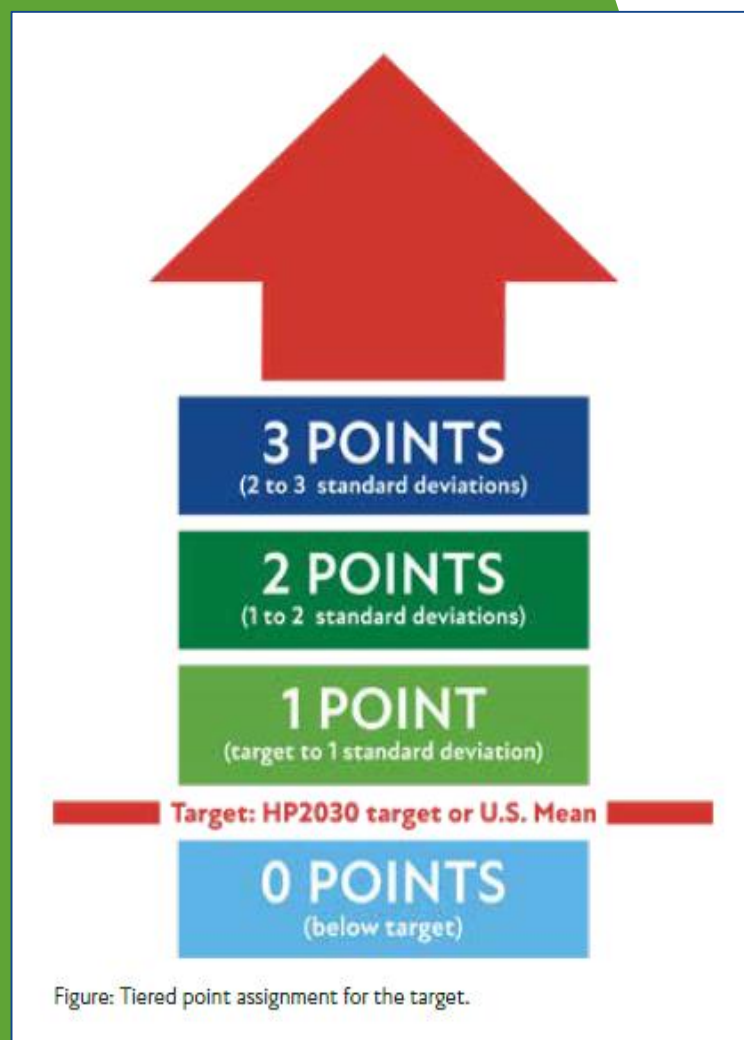 3 POINTS
(2 to 3 standard deviations)
2 POINTS
(1 to 2 standard deviations)
1 POINT
(target to 1 standard deviation)
Target: HP2030 target or U.S. Mean
0 POINTS
(below target)
Figure: Tiered point assignment for the target.